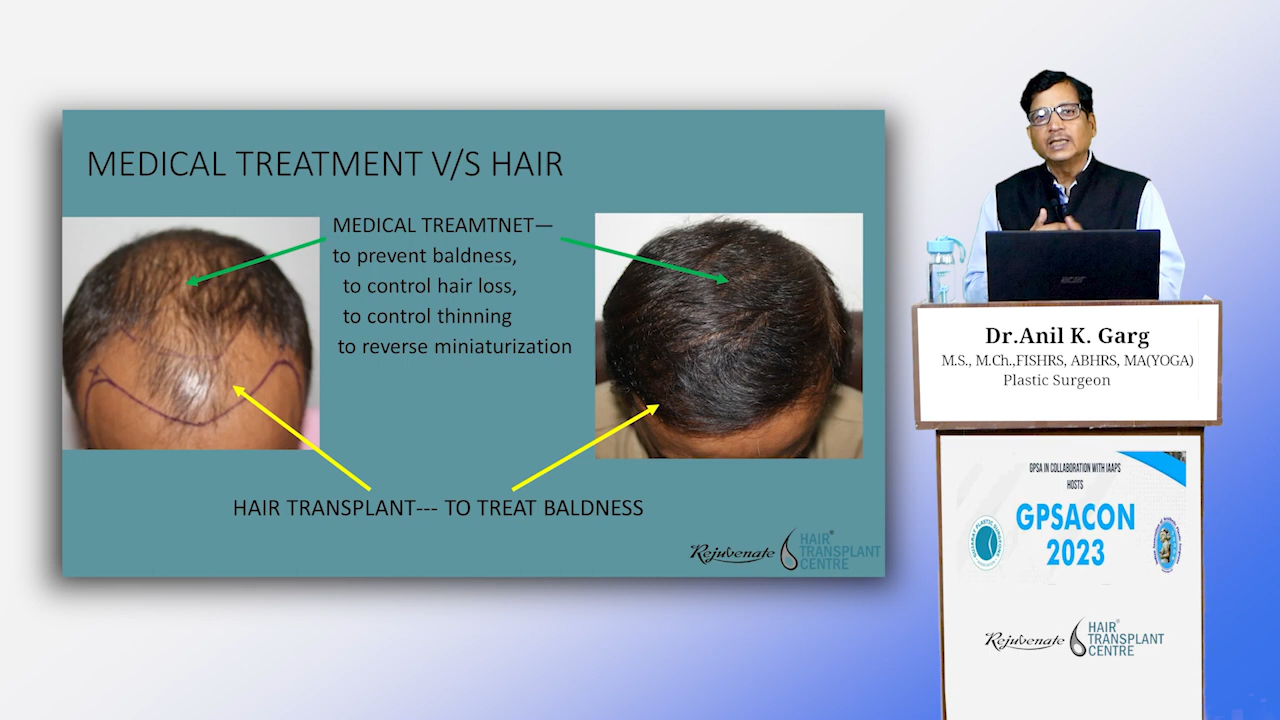 MEDICAL TREATMENT V/S HAIR
MEDICAL TREAMTNET—
to prevent baldness,
to control hair loss,
to control thinning
to reverse miniaturization
HAIR TRANSPLANT--- TO TREAT BALDNESS
Rejuvenate
HAIR®
TRANSPLANT
CENTRE
acer
Dr.Anil K. Garg
M.S., M.Ch.,FISHRS, ABHRS, MA(YOGA)
Plastic Surgeon
GPSA IN COLLABORATION WITH IAAPS
HOSTS
GPSACON
2023
Rejuvenate
HAIR®
TRANSPLANT
CENTRE